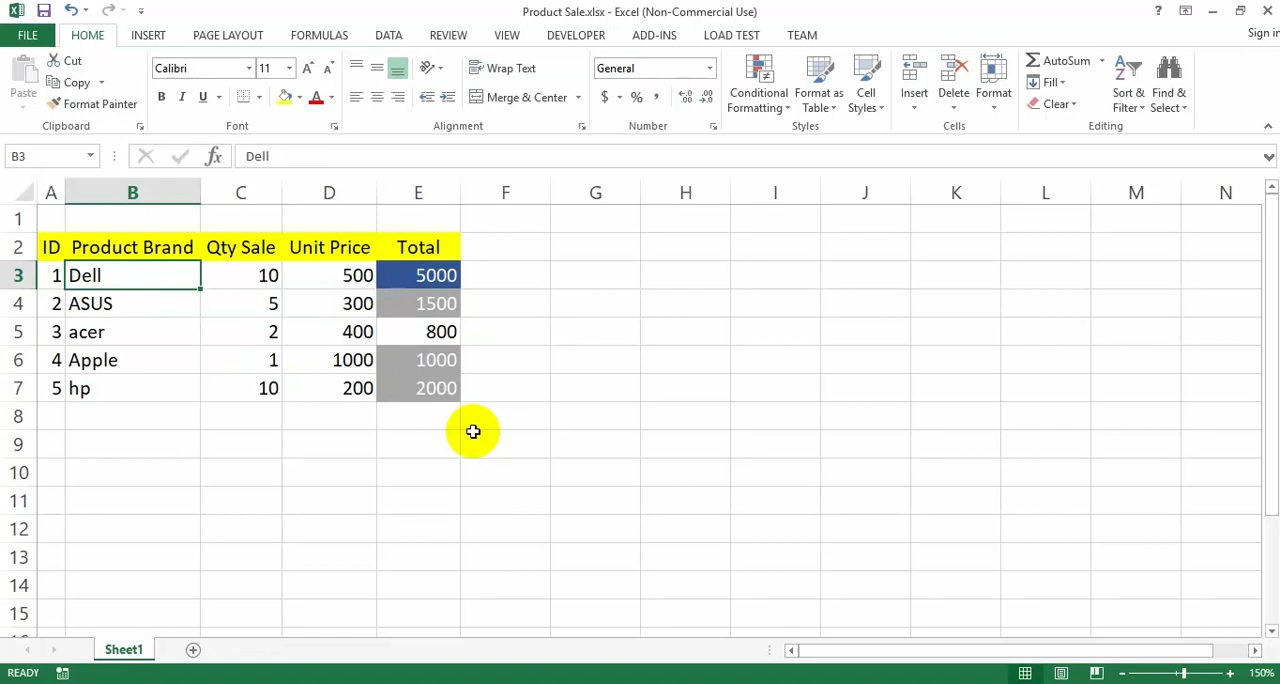 Product Sale.xlsx - Excel (Non-Commercial Use)
FILE HOME INSERT PAGE LAYOUT FORMULAS DATA REVIEW VIEW DEVELOPER ADD-INS LOAD TEST TEAM Sign in
Paste
Cut
Copy
Format Painter
Clipboard
Calibri 11
B I U
Font
Wrap Text
Merge & Center
Alignment
General
$ % ,
Number
Conditional Formatting
Format as Table
Cell Styles
Styles
Insert Delete Format
Cells
AutoSum
Fill
Clear
Sort & Filter
Find & Select
Editing
B3 fx Dell
A B C D E F G H I J K L M N
1
2 ID Product Brand Qty Sale Unit Price Total
3 1 Dell 10 500 5000
4 2 ASUS 5 300 1500
5 3 acer 2 400 800
6 4 Apple 1 1000 1000
7 5 hp 10 200 2000
8
9
10
11
12
13
14
15
Sheet1
READY 150%